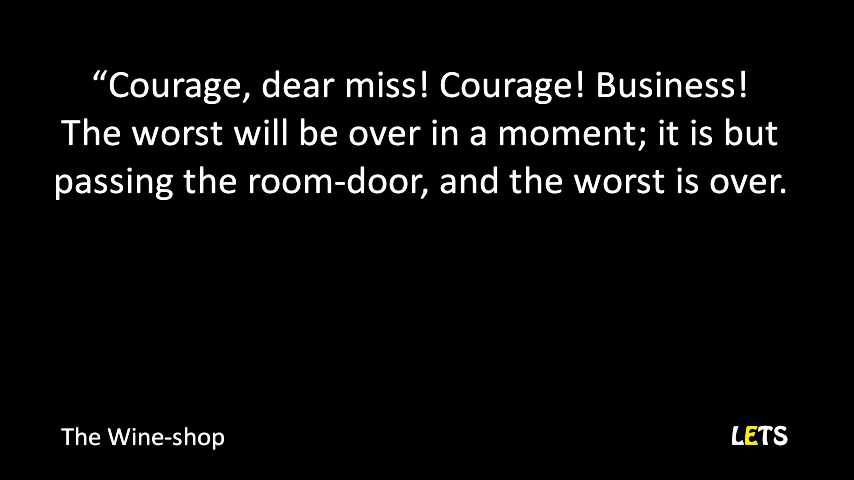 “Courage, dear miss! Courage! Business!
The worst will be over in a moment; it is but
passing the room-door, and the worst is over.
The Wine-shop
LETS